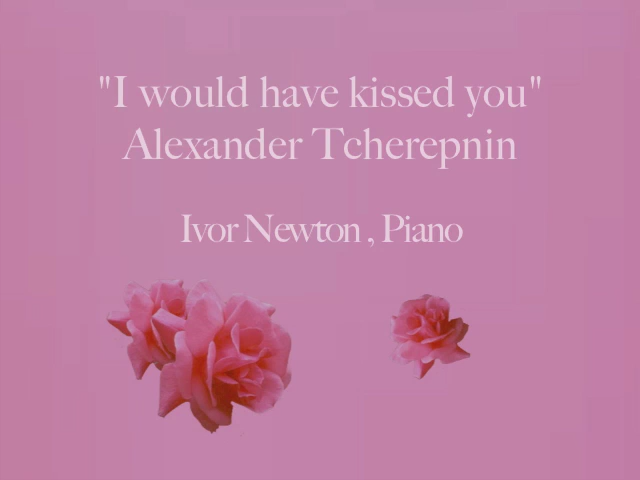 "I would have kissed you"
Alexander Tcherepnin
Ivor Newton , Piano